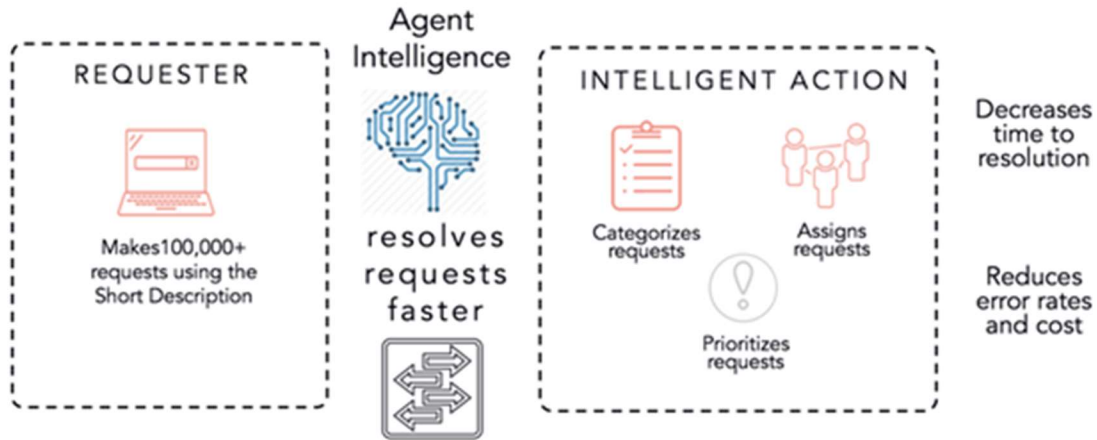 REQUESTER
Makes100,000+
requests using the
Short Description
Agent
Intelligence
resolves
requests
faster
INTELLIGENT ACTION
Categorizes
requests
Assigns
requests
Prioritizes
requests
Decreases
time to
resolution
Reduces
error rates
and cost